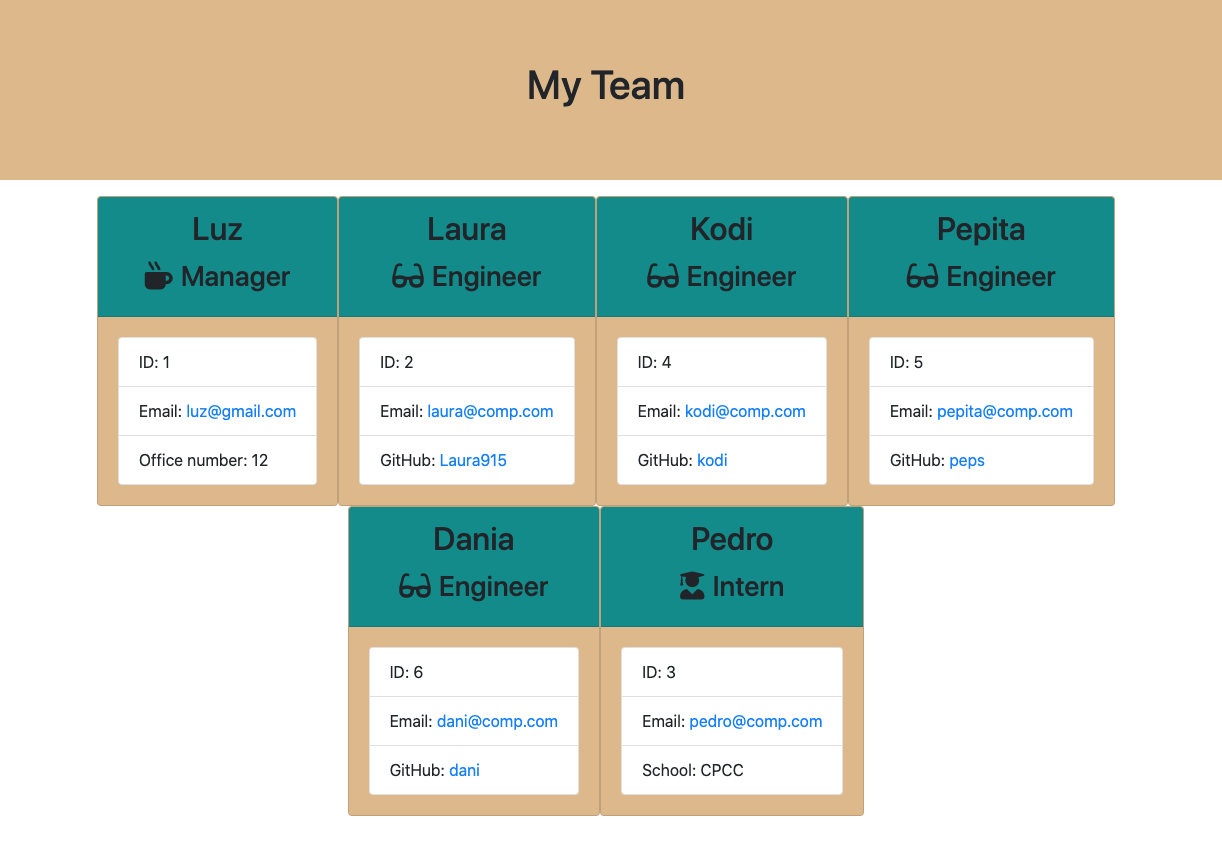 My Team
Luz
Manager
ID: 1
Email: luz@gmail.com
Office number: 12
Laura
Engineer
ID: 2
Email: laura@comp.com
GitHub: Laura915
Kodi
Engineer
ID: 4
Email: kodi@comp.com
GitHub: kodi
Pepita
Engineer
ID: 5
Email: pepita@comp.com
GitHub: peps
Dania
Engineer
ID: 6
Email: dani@comp.com
GitHub: dani
Pedro
Intern
ID: 3
Email: pedro@comp.com
School: CPCC